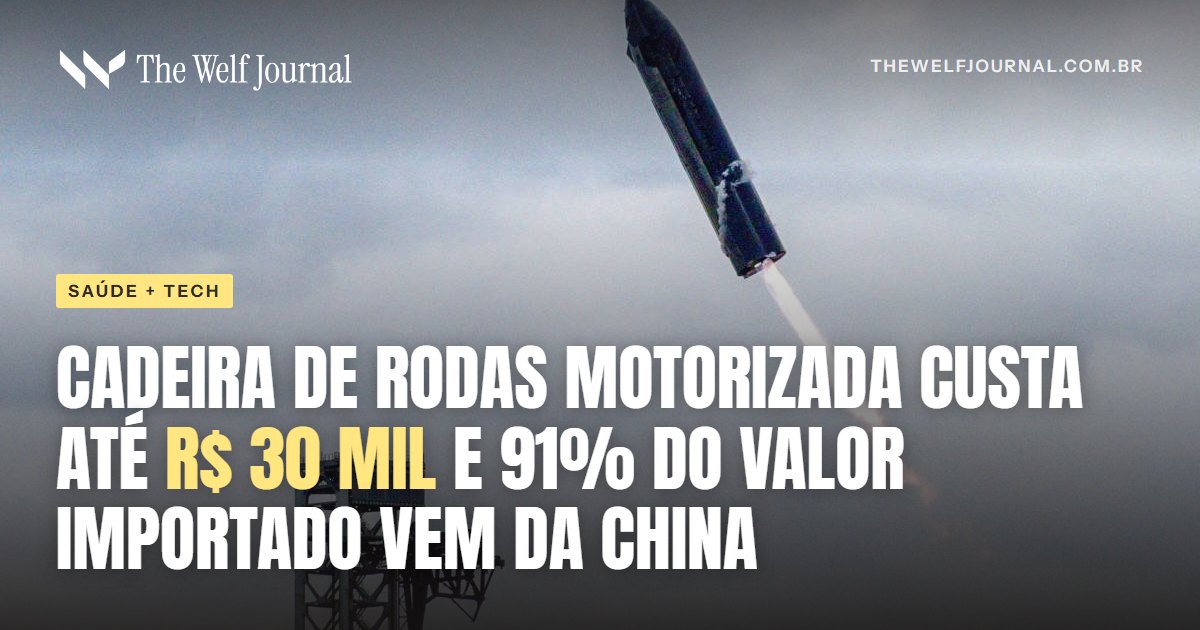 The Welf Journal
THEWELFJOURNAL.COM.BR
SAÚDE + TECH
CADEIRA DE RODAS MOTORIZADA CUSTA
ATÉ R$ 30 MIL E 91% DO VALOR
IMPORTADO VEM DA CHINA